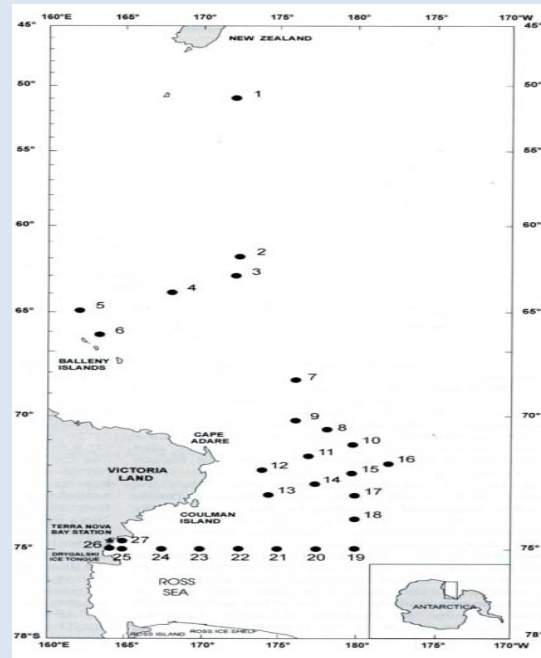 160°E 165° 170° 175° 180° 175° 170°W
45° 45°
NEW ZEALAND
50° 50°
1
55° 55°
60° 60°
2
3
4
5
65° 65°
6
BALLENY
ISLANDS
7
70° 70°
9
8
CAPE
ADARE
10
11
16
12
15
VICTORIA
LAND
14
13
17
COULMAN
ISLAND
18
TERRA NOVA
BAY STATION
26 27
75° 75°
DRYGALSKI
ICE TONGUE
25 24 23 22 21 20 19
ROSS
SEA
ANTARCTICA
ROSS ISLAND ROSS ICE SHELF
78°S 78°
160°E 165° 170° 175° 180° 175° 170°W